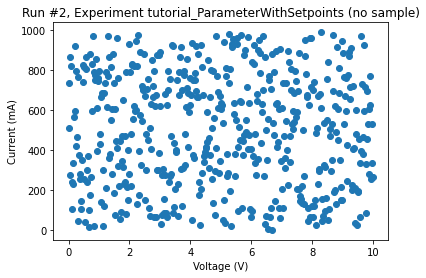 Run #2, Experiment tutorial_ParameterWithSetpoints (no sample)
1000
800
600
400
200
0
Current (mA)
0 2 4 6 8 10
Voltage (V)